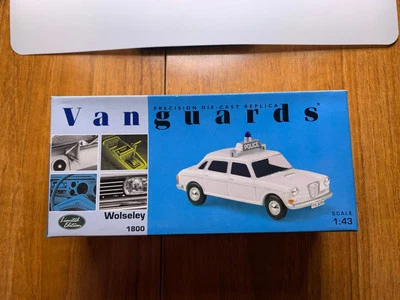 Vanguards
PRECISION DIE-CAST REPLICA
POLICE
Limited
Edition
Wolseley
1800
SCALE
1:43